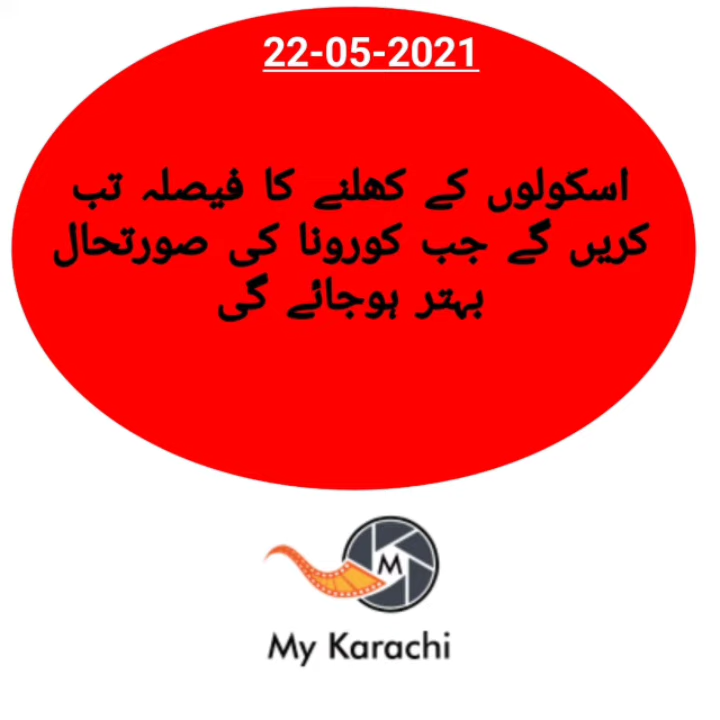 22-05-2021
اسکولوں کے کھلنے کا فیصلہ تب
کریں گے جب کورونا کی صورتحال
بہتر ہوجائے گی
M
My Karachi